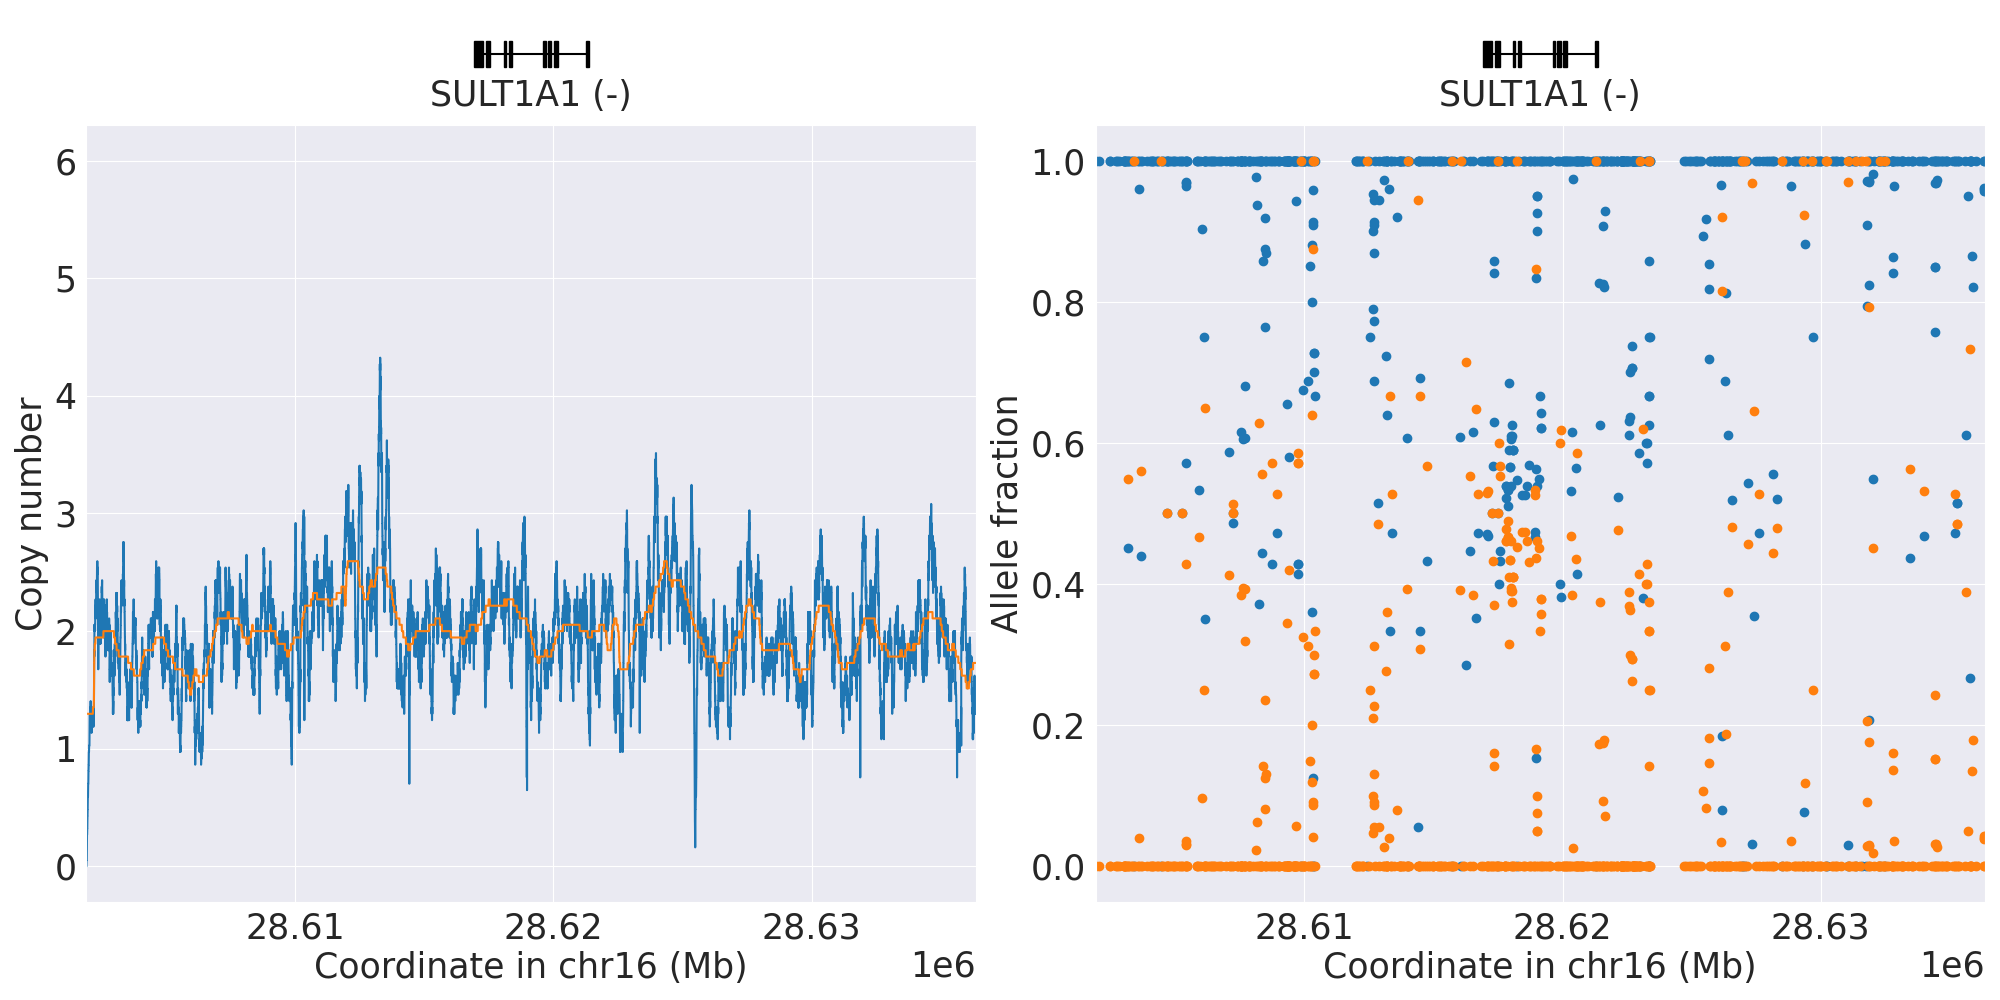 SULT1A1 (-)
6
5
4
3
2
1
0
Copy number
28.61
28.62
28.63
Coordinate in chr16 (Mb)
1e6
SULT1A1 (-)
1.0
0.8
0.6
0.4
0.2
0.0
Allele fraction
28.61
28.62
28.63
Coordinate in chr16 (Mb)
1e6